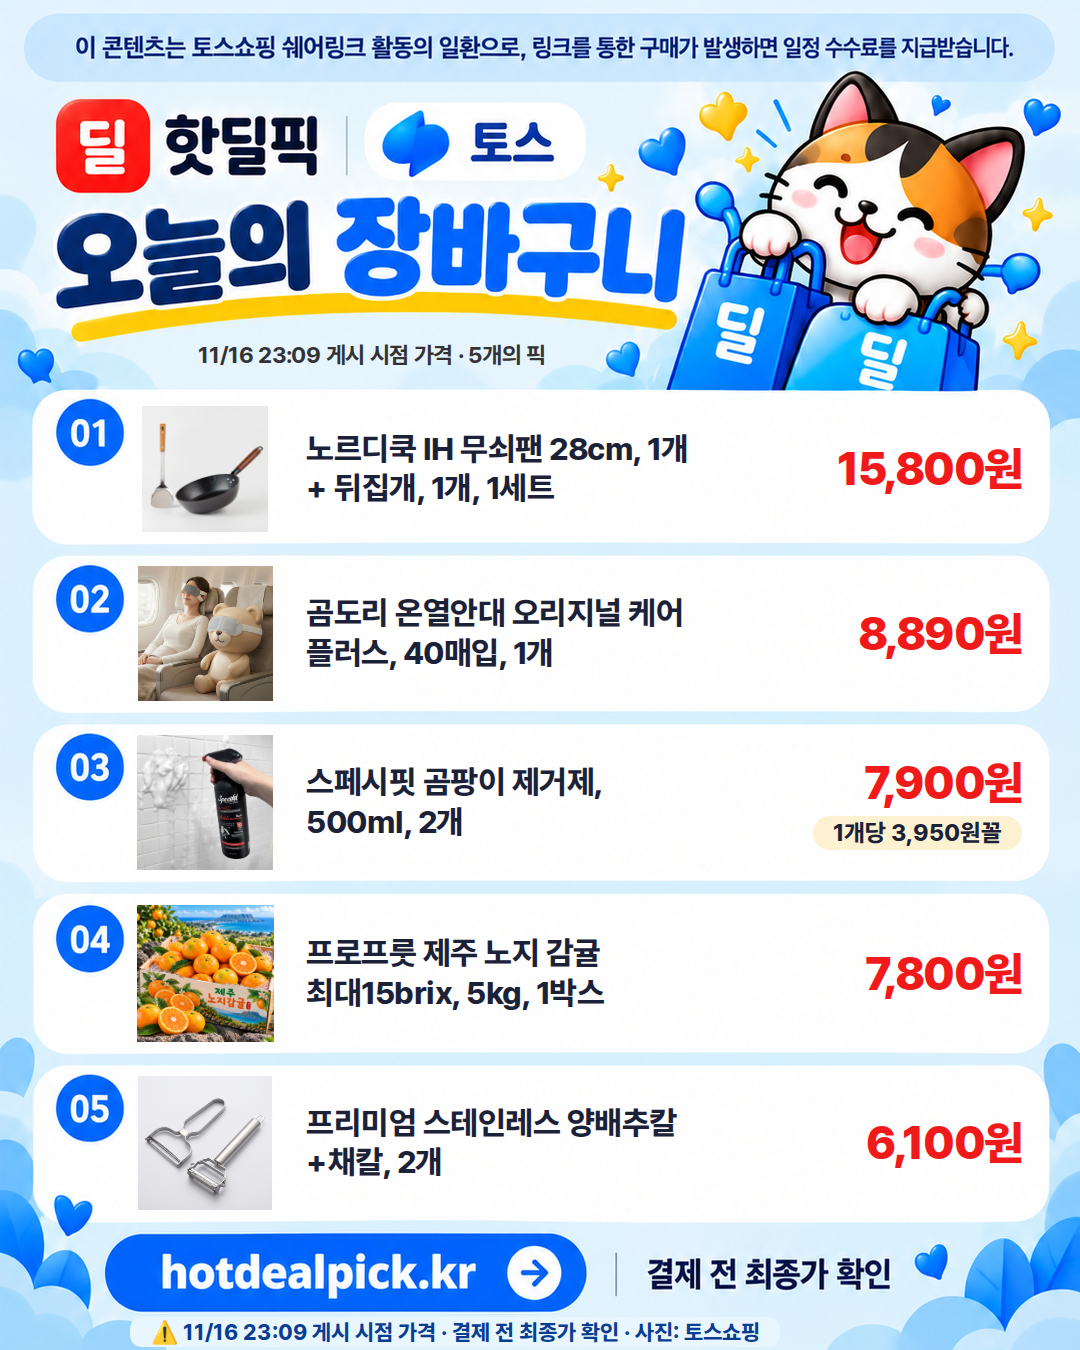 이 콘텐츠는 토스쇼핑 쉐어링크 활동의 일환으로, 링크를 통한 구매가 발생하면 일정 수수료를 지급받습니다.
딜 핫딜픽 토스
오늘의 장바구니
11/16 23:09 게시 시점 가격 · 5개의 픽
딜
딜
01
노르디쿡 IH 무쇠팬 28cm, 1개
+ 뒤집개, 1개, 1세트
15,800원
02
곰도리 온열안대 오리지널 케어
플러스, 40매입, 1개
8,890원
03
스페시핏 곰팡이 제거제,
500ml, 2개
7,900원
1개당 3,950원꼴
04
제주
노지감귤
프로프룻 제주 노지 감귤
최대15brix, 5kg, 1박스
7,800원
05
프리미엄 스테인레스 양배추칼
+채칼, 2개
6,100원
hotdealpick.kr
결제 전 최종가 확인
⚠️ 11/16 23:09 게시 시점 가격 · 결제 전 최종가 확인 · 사진: 토스쇼핑